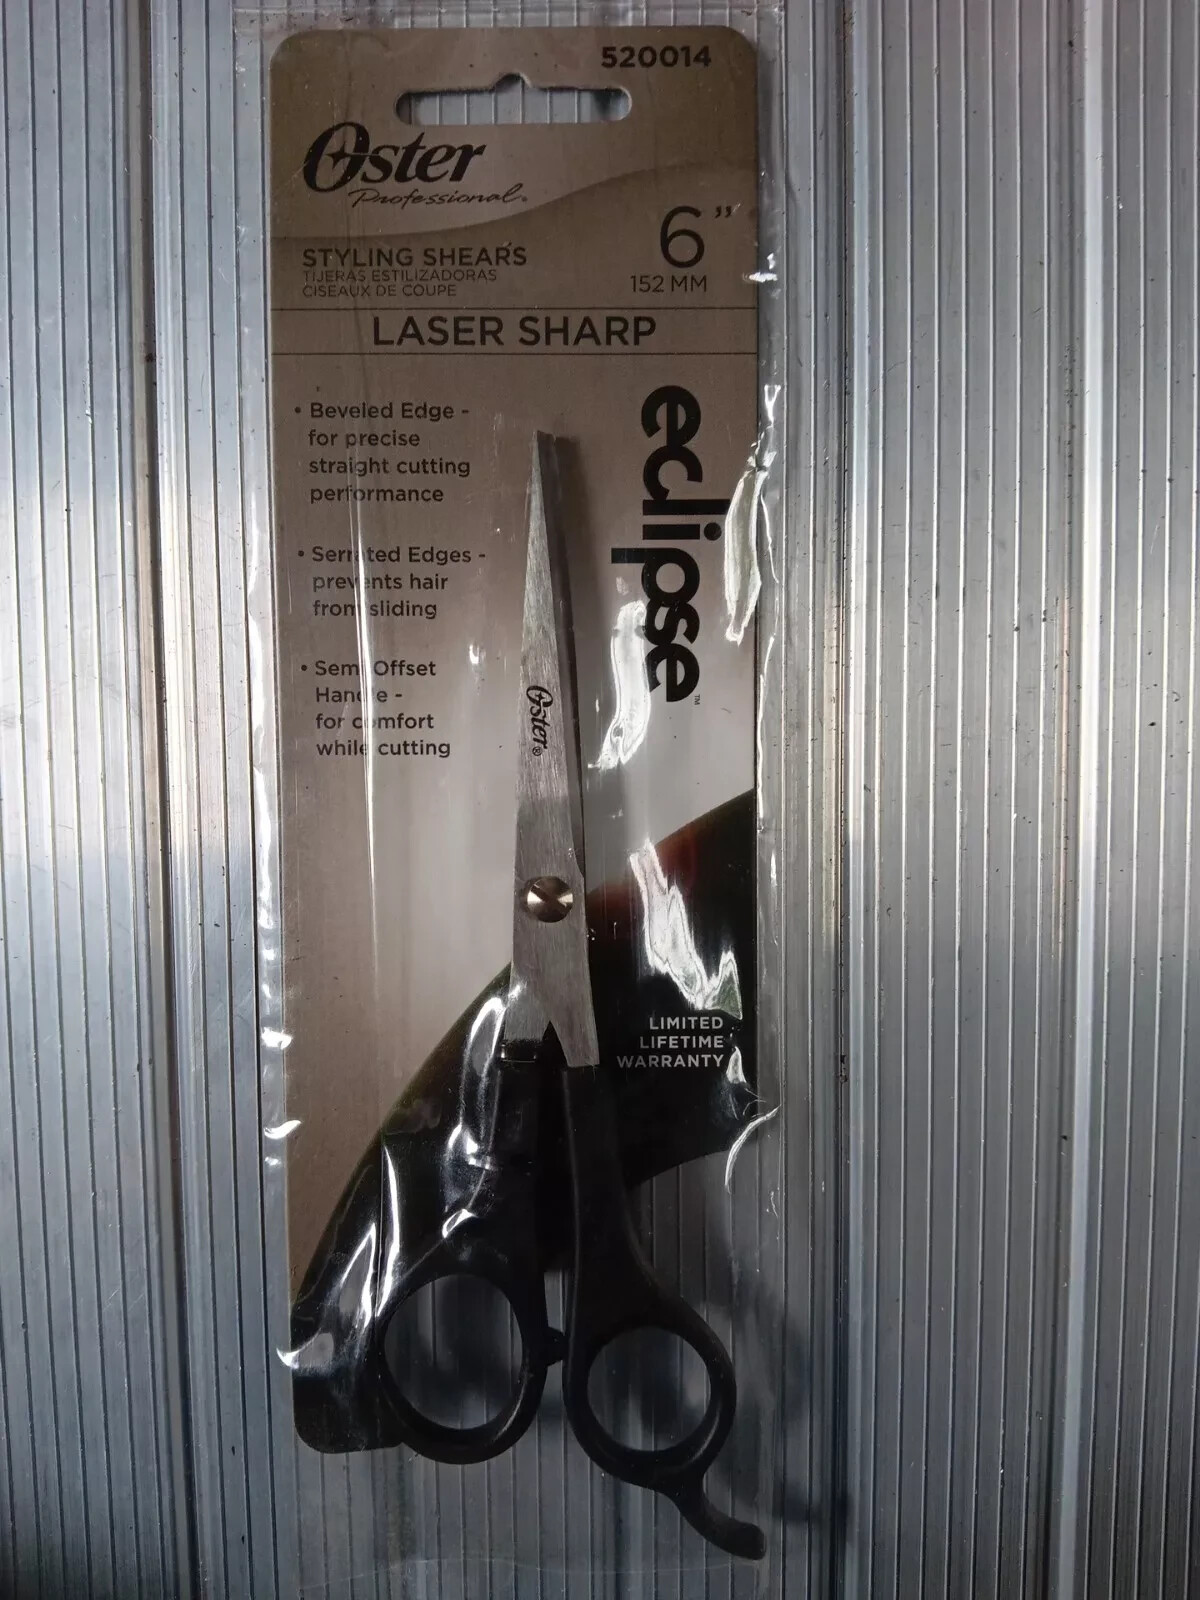 520014
Oster
Professional®
6”
152 MM
STYLING SHEARS
TIJERAS ESTILIZADORAS
CISEAUX DE COUPE
LASER SHARP
• Beveled Edge -
for precise
straight cutting
performance
• Serrated Edges -
prevents hair
from sliding
• Semi Offset
Handle -
for comfort
while cutting
eclipse™
Oster®
LIMITED
LIFETIME
WARRANTY